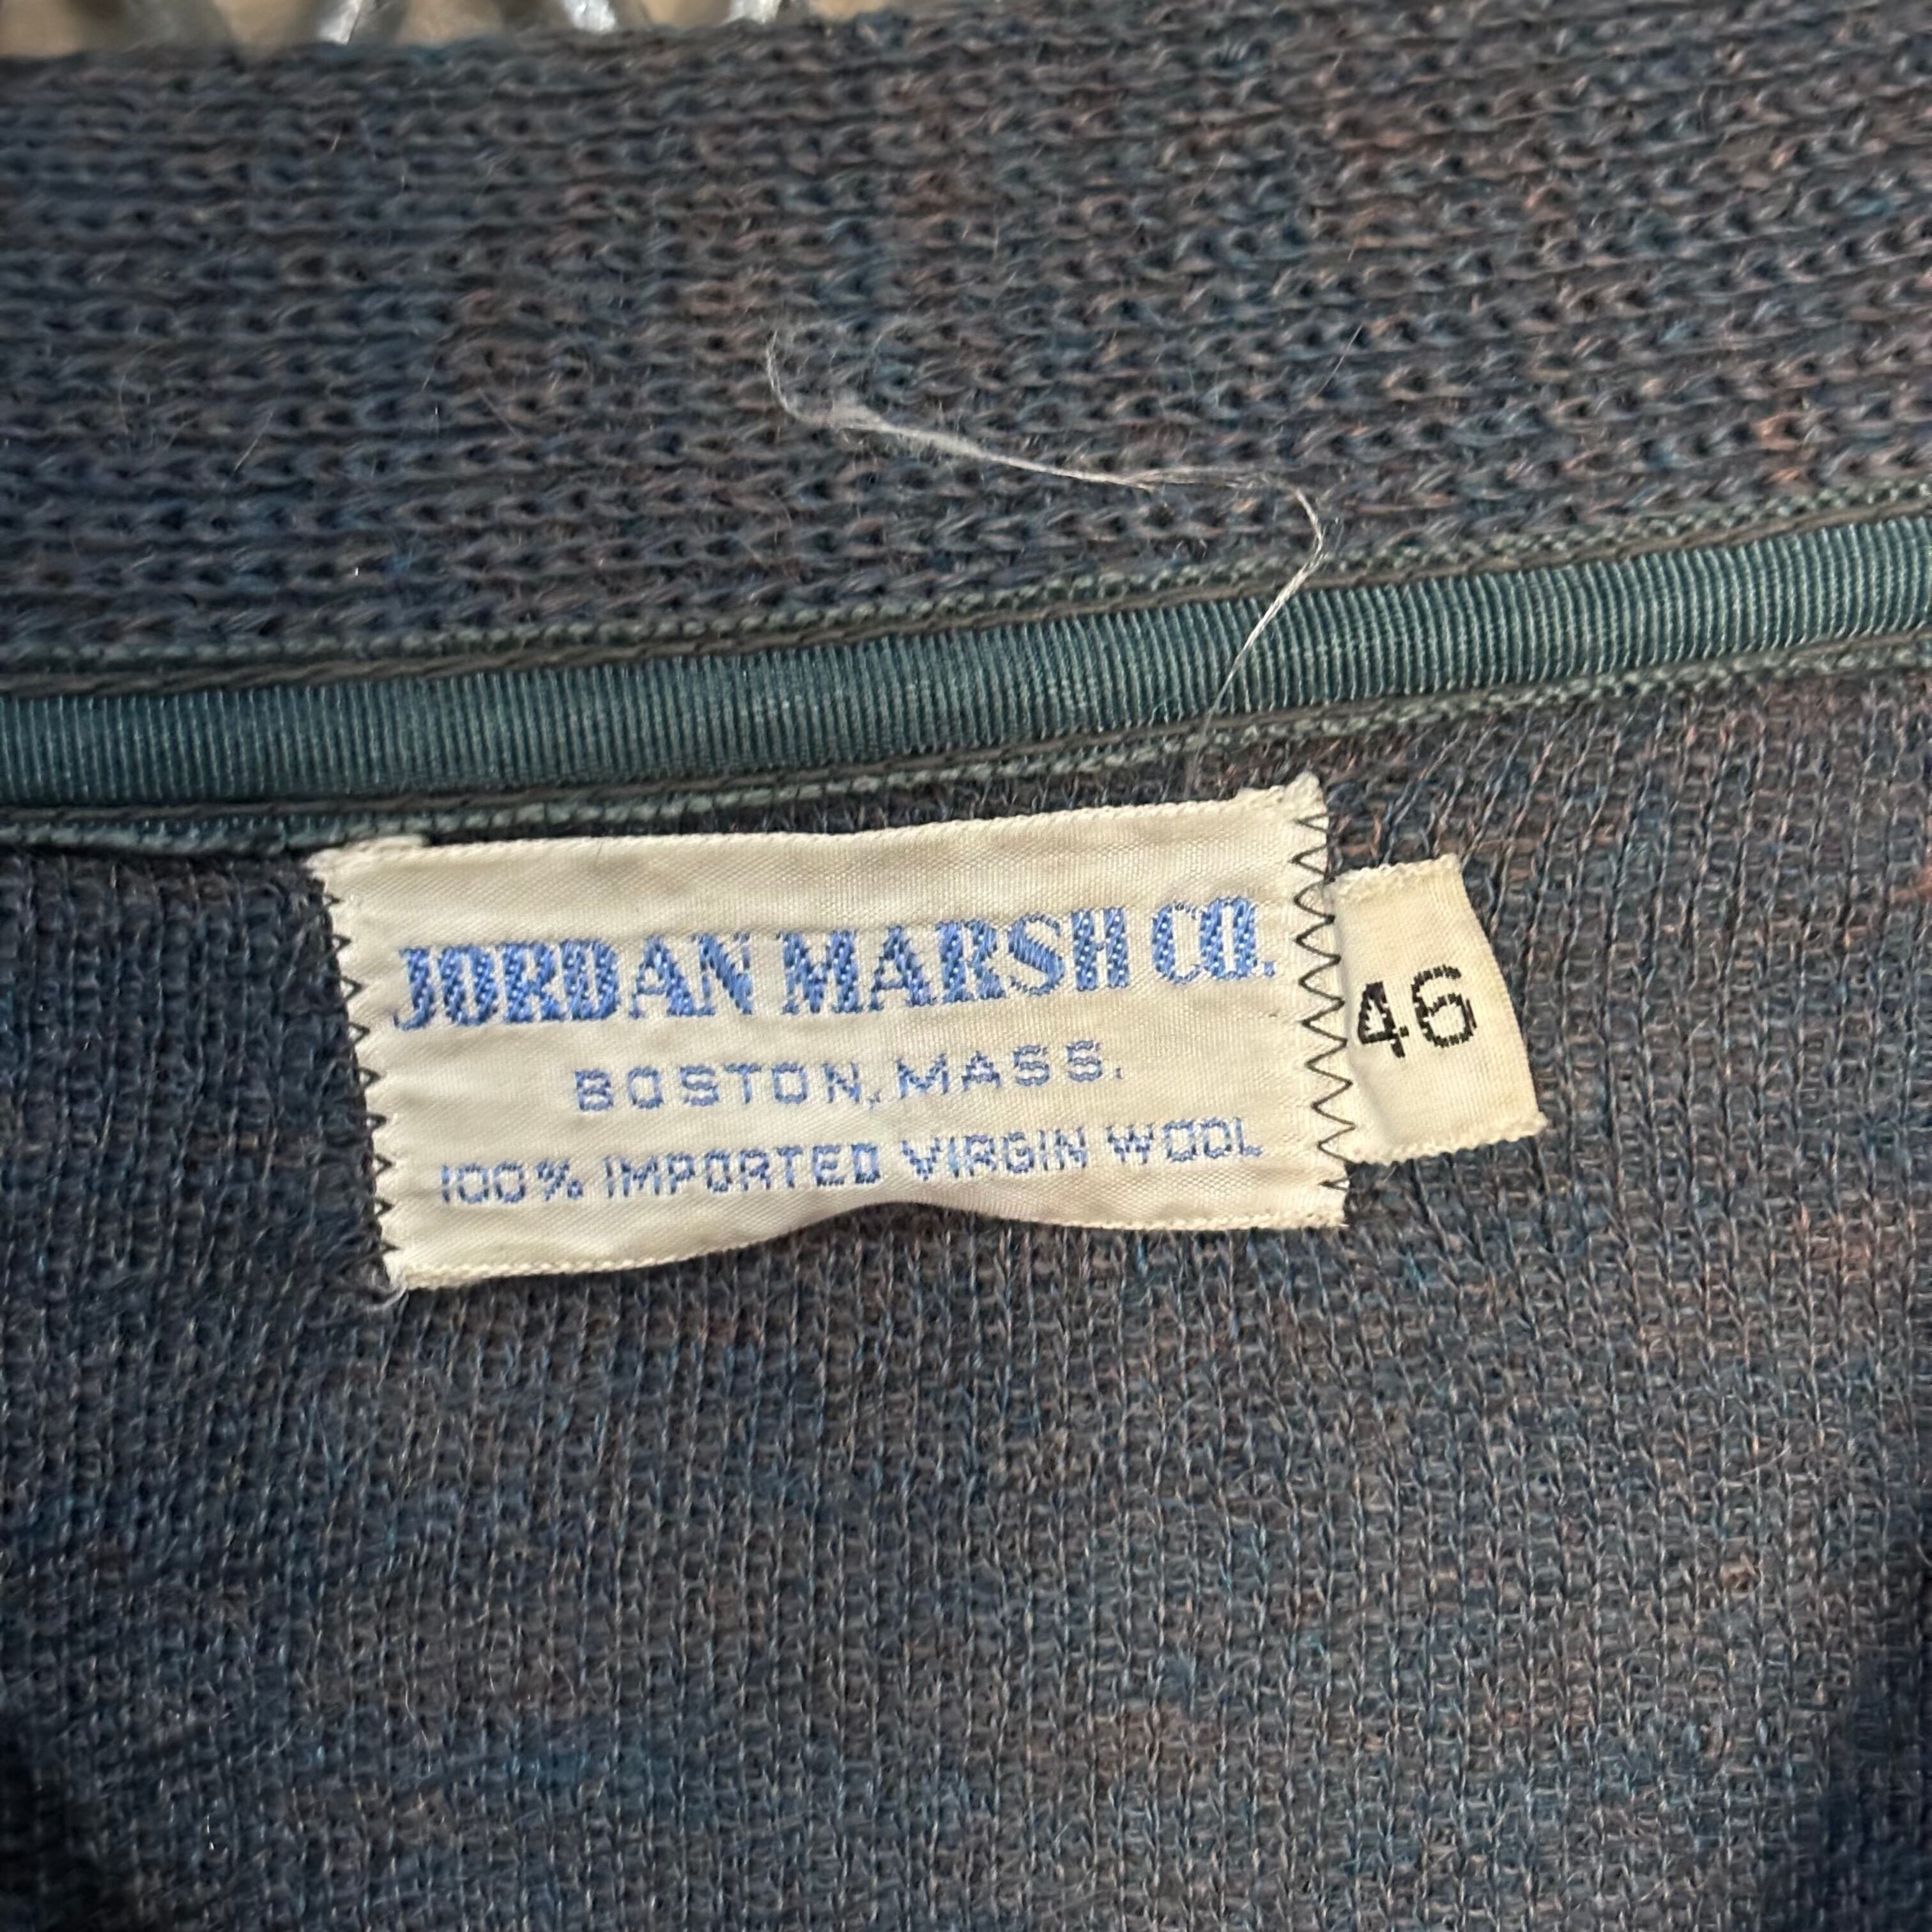 JORDAN MARSH CO.
BOSTON, MASS.
100% IMPORTED VIRGIN WOOL
46